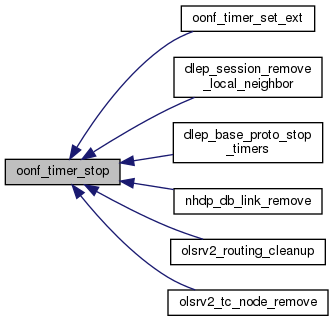 oonf_timer_set_ext
dlep_session_remove
_local_neighbor
dlep_base_proto_stop
_timers
oonf_timer_stop
nhdp_db_link_remove
olsrv2_routing_cleanup
olsrv2_tc_node_remove